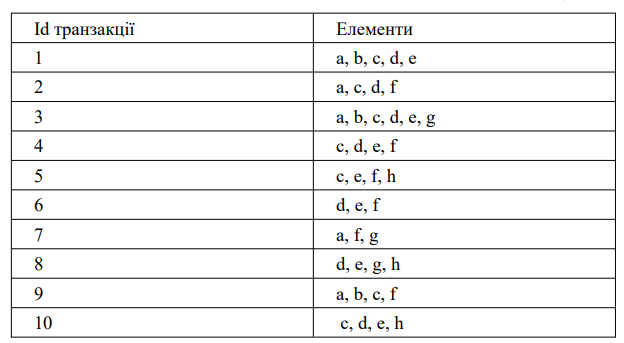 Id транзакції Елементи
1 a, b, c, d, e
2 a, c, d, f
3 a, b, c, d, e, g
4 c, d, e, f
5 c, e, f, h
6 d, e, f
7 a, f, g
8 d, e, g, h
9 a, b, c, f
10 c, d, e, h